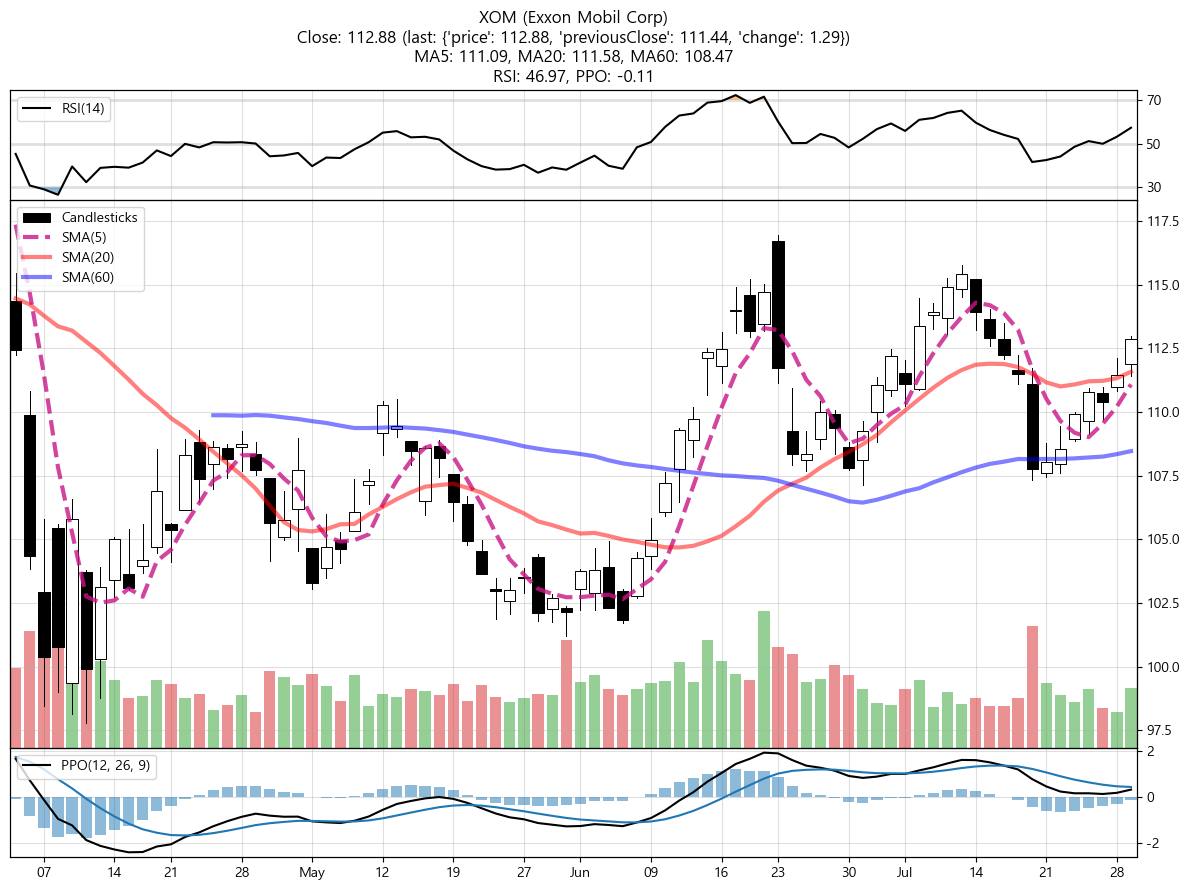 XOM (Exxon Mobil Corp)
Close: 112.88 (last: {'price': 112.88, 'previousClose': 111.44, 'change': 1.29})
MA5: 111.09, MA20: 111.58, MA60: 108.47
RSI: 46.97, PPO: -0.11
RSI(14)
70
50
30
Candlesticks
SMA(5)
SMA(20)
SMA(60)
117.5
115.0
112.5
110.0
107.5
105.0
102.5
100.0
97.5
PPO(12, 26, 9)
2
0
-2
07 14 21 28 May 12 19 27 Jun 09 16 23 30 Jul 14 21 28